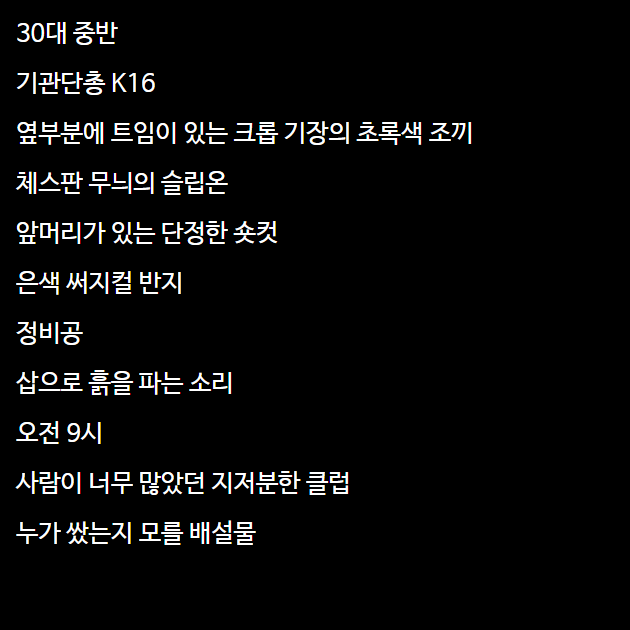 30대 중반
기관단총 K16
옆부분에 트임이 있는 크롭 기장의 초록색 조끼
체스판 무늬의 슬립온
앞머리가 있는 단정한 숏컷
은색 써지컬 반지
정비공
삽으로 흙을 파는 소리
오전 9시
사람이 너무 많았던 지저분한 클럽
누가 쌌는지 모를 배설물